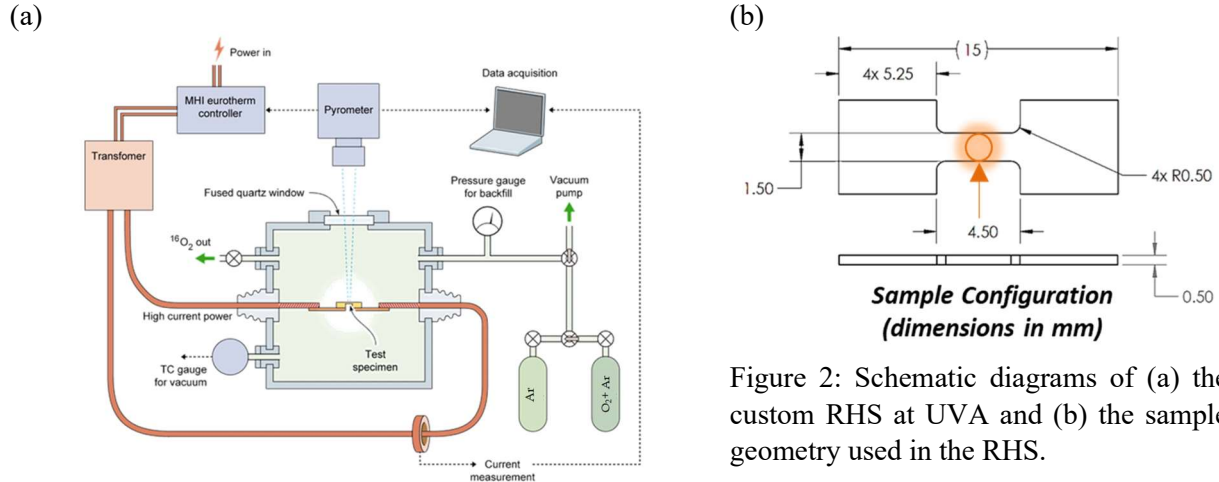 (a)
Power in
MHI eurotherm
controller
Transfomer
Pyrometer
Data acquisition
Fused quartz window
Pressure gauge
for backfill
Vacuum
pump
16O2 out
High current power
TC gauge
for vacuum
Test
specimen
Ar
O2+ Ar
Current
measurement
(b)
(15)
4x 5.25
1.50
4x R0.50
4.50
0.50
Sample Configuration
(dimensions in mm)
Figure 2: Schematic diagrams of (a) the
custom RHS at UVA and (b) the sample
geometry used in the RHS.